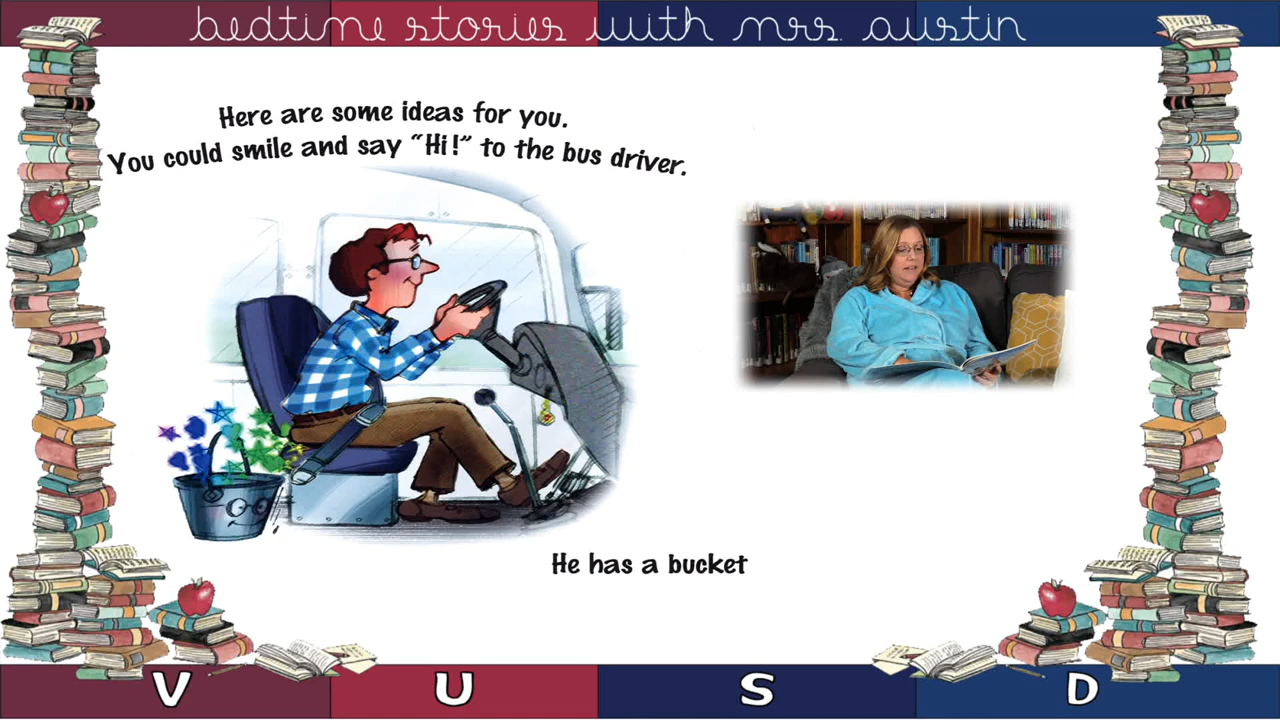 bedtime stories with mrs. austin
Here are some ideas for you.
You could smile and say “Hi!” to the bus driver.
He has a bucket
V U S D